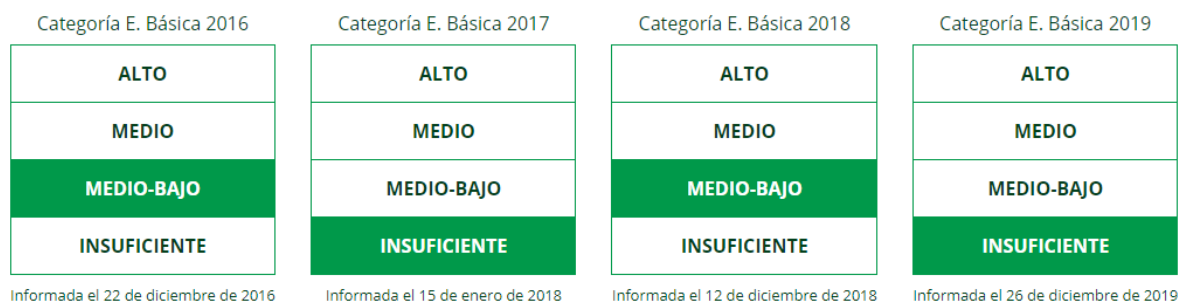 Categoría E. Básica 2016
ALTO
MEDIO
MEDIO-BAJO
INSUFICIENTE
Informada el 22 de diciembre de 2016
Categoría E. Básica 2017
ALTO
MEDIO
MEDIO-BAJO
INSUFICIENTE
Informada el 15 de enero de 2018
Categoría E. Básica 2018
ALTO
MEDIO
MEDIO-BAJO
INSUFICIENTE
Informada el 12 de diciembre de 2018
Categoría E. Básica 2019
ALTO
MEDIO
MEDIO-BAJO
INSUFICIENTE
Informada el 26 de diciembre de 2019